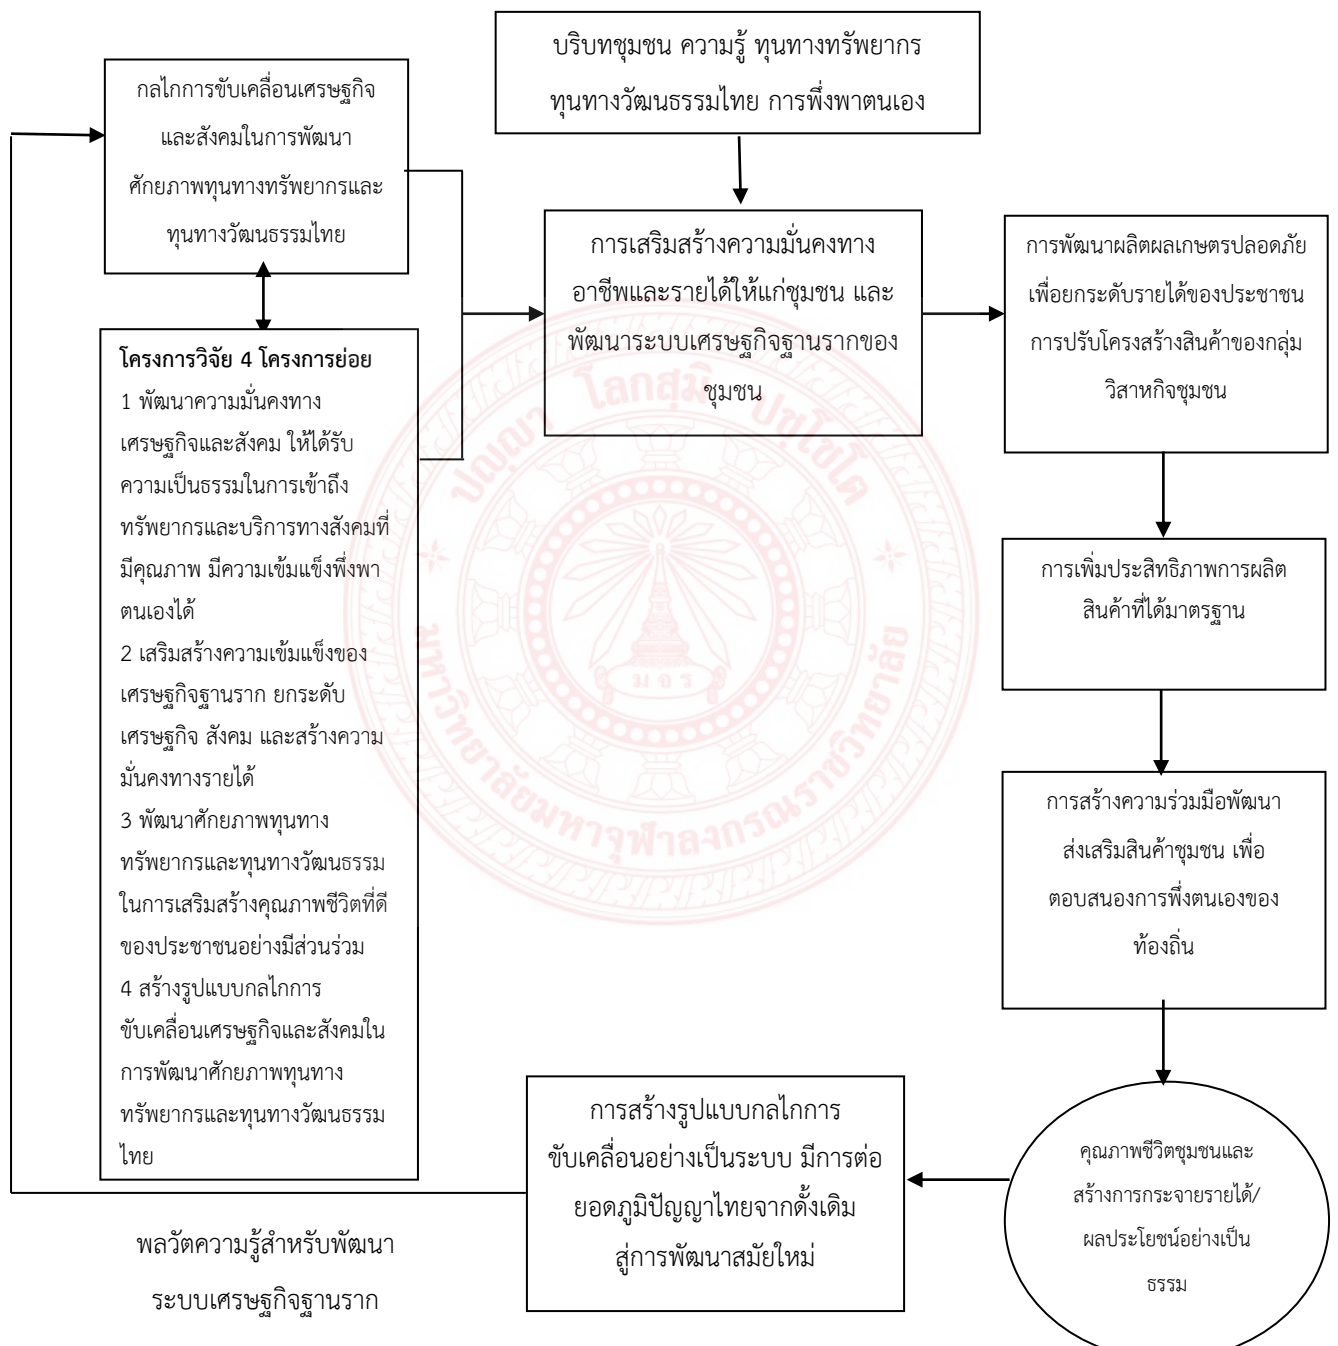 บริบทชุมชน ความรู้ ทุนทางทรัพยากร
ทุนทางวัฒนธรรมไทย การพึ่งพาตนเอง
กลไกการขับเคลื่อนเศรษฐกิจ
และสังคมในการพัฒนา
ศักยภาพทุนทางทรัพยากรและ
ทุนทางวัฒนธรรมไทย
การเสริมสร้างความมั่นคงทาง
อาชีพและรายได้ให้แก่ชุมชน และ
พัฒนาระบบเศรษฐกิจฐานรากของ
ชุมชน
การพัฒนาผลิตผลเกษตรปลอดภัย
เพื่อยกระดับรายได้ของประชาชน
การปรับโครงสร้างสินค้าของกลุ่ม
วิสาหกิจชุมชน
โครงการวิจัย 4 โครงการย่อย
1 พัฒนาความมั่นคงทาง
เศรษฐกิจและสังคม ให้ได้รับ
ความเป็นธรรมในการเข้าถึง
ทรัพยากรและบริการทางสังคมที่
มีคุณภาพ มีความเข้มแข็งพึ่งพา
ตนเองได้
2 เสริมสร้างความเข้มแข็งของ
เศรษฐกิจฐานราก ยกระดับ
เศรษฐกิจ สังคม และสร้างความ
มั่นคงทางรายได้
3 พัฒนาศักยภาพทุนทาง
ทรัพยากรและทุนทางวัฒนธรรม
ในการเสริมสร้างคุณภาพชีวิตที่ดี
ของประชาชนอย่างมีส่วนร่วม
4 สร้างรูปแบบกลไกการ
ขับเคลื่อนเศรษฐกิจและสังคมใน
การพัฒนาศักยภาพทุนทาง
ทรัพยากรและทุนทางวัฒนธรรม
ไทย
การเพิ่มประสิทธิภาพการผลิต
สินค้าที่ได้มาตรฐาน
การสร้างความร่วมมือพัฒนา
ส่งเสริมสินค้าชุมชน เพื่อ
ตอบสนองการพึ่งตนเองของ
ท้องถิ่น
คุณภาพชีวิตชุมชนและ
สร้างการกระจายรายได้/
ผลประโยชน์อย่างเป็น
ธรรม
การสร้างรูปแบบกลไกการ
ขับเคลื่อนอย่างเป็นระบบ มีการต่อ
ยอดภูมิปัญญาไทยจากดั้งเดิม
สู่การพัฒนาสมัยใหม่
พลวัตความรู้สำหรับพัฒนา
ระบบเศรษฐกิจฐานราก
ปญฺญา โลกสฺมิ ปชฺโชโต
ม จ ร
มหาวิทยาลัยมหาจุฬาลงกรณราชวิทยาลัย